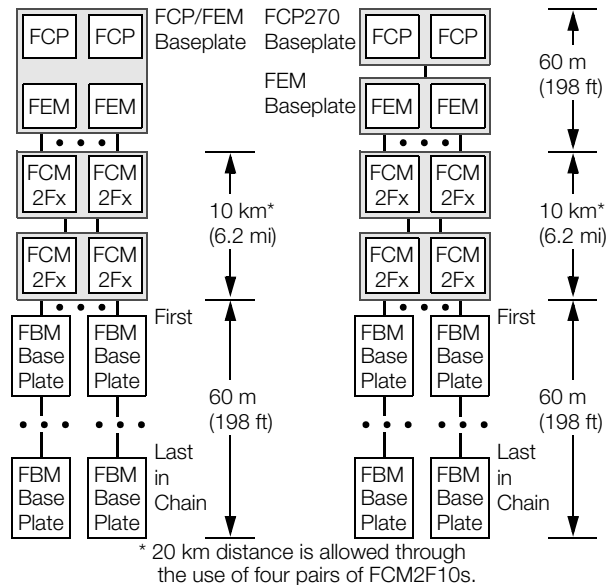 FCP FCP
FCP/FEM
Baseplate
FEM FEM
FCM
2Fx
FCM
2Fx
FCM
2Fx
FCM
2Fx
10 km*
(6.2 mi)
First
FBM
Base
Plate
FBM
Base
Plate
60 m
(198 ft)
Last
in
Chain
FBM
Base
Plate
FBM
Base
Plate
FCP270
Baseplate
FCP FCP
60 m
(198 ft)
FEM
Baseplate
FEM FEM
FCM
2Fx
FCM
2Fx
FCM
2Fx
FCM
2Fx
10 km*
(6.2 mi)
First
FBM
Base
Plate
FBM
Base
Plate
60 m
(198 ft)
Last
in
Chain
FBM
Base
Plate
FBM
Base
Plate
* 20 km distance is allowed through
the use of four pairs of FCM2F10s.